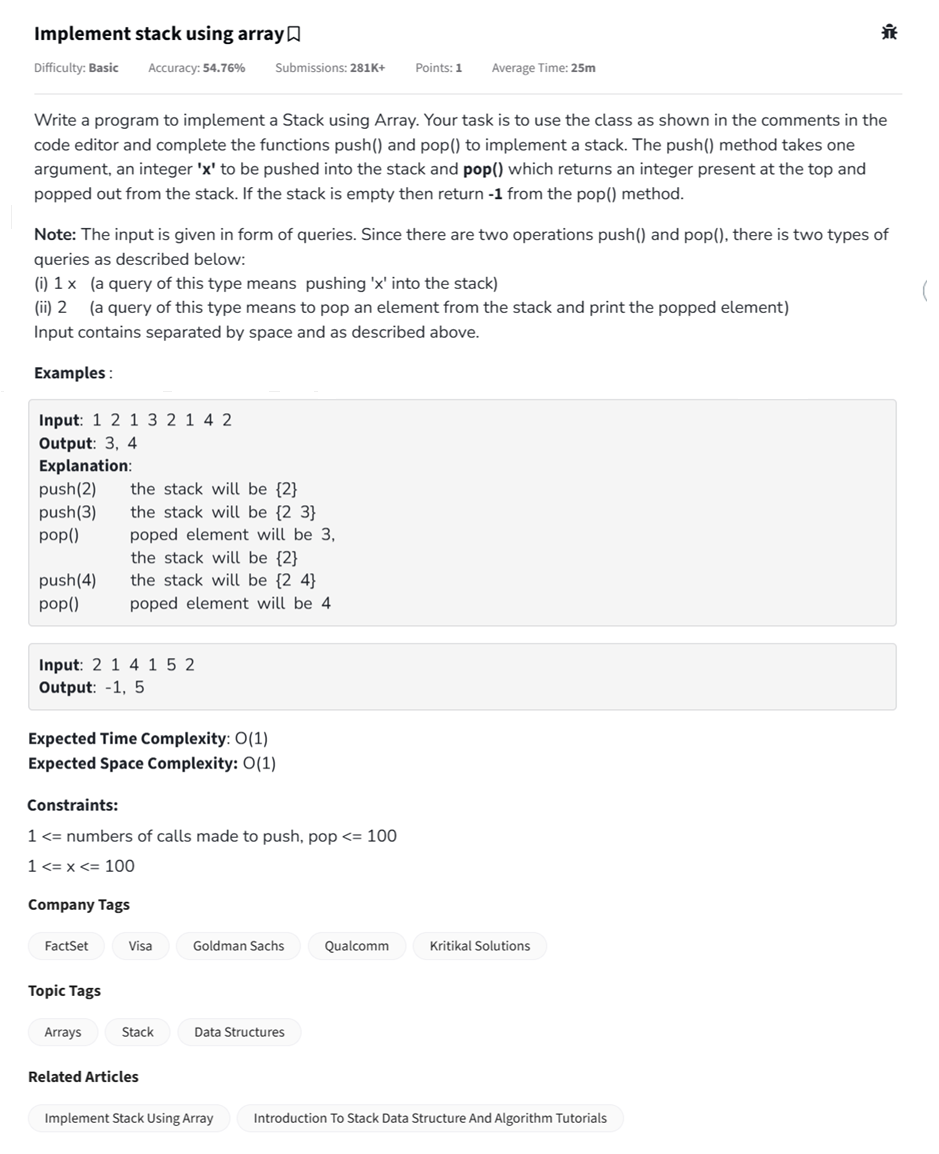 Implement stack using array
Difficulty: Basic Accuracy: 54.76% Submissions: 281K+ Points: 1 Average Time: 25m
Write a program to implement a Stack using Array. Your task is to use the class as shown in the comments in the
code editor and complete the functions push() and pop() to implement a stack. The push() method takes one
argument, an integer 'x' to be pushed into the stack and pop() which returns an integer present at the top and
popped out from the stack. If the stack is empty then return -1 from the pop() method.
Note: The input is given in form of queries. Since there are two operations push() and pop(), there is two types of
queries as described below:
(i) 1 x (a query of this type means pushing 'x' into the stack)
(ii) 2 (a query of this type means to pop an element from the stack and print the popped element)
Input contains separated by space and as described above.
Examples :
Input: 1 2 1 3 2 1 4 2
Output: 3, 4
Explanation:
push(2) the stack will be {2}
push(3) the stack will be {2 3}
pop() poped element will be 3,
the stack will be {2}
push(4) the stack will be {2 4}
pop() poped element will be 4
Input: 2 1 4 1 5 2
Output: -1, 5
Expected Time Complexity: O(1)
Expected Space Complexity: O(1)
Constraints:
1 <= numbers of calls made to push, pop <= 100
1 <= x <= 100
Company Tags
FactSet Visa Goldman Sachs Qualcomm Kritikal Solutions
Topic Tags
Arrays Stack Data Structures
Related Articles
Implement Stack Using Array Introduction To Stack Data Structure And Algorithm Tutorials